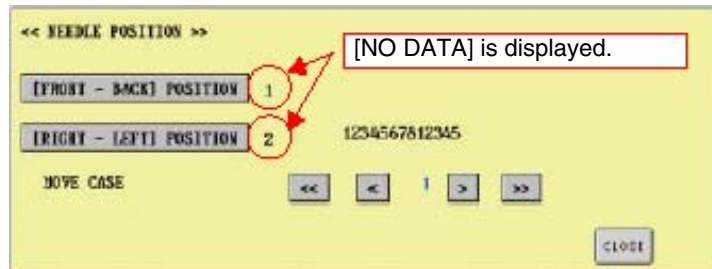 << NEEDLE POSITION >>
[NO DATA] is displayed.
[FRONT - BACK] POSITION 1
[RIGHT - LEFT] POSITION 2 1234567812345
MOVE CASE << < 1 > >>
CLOSE